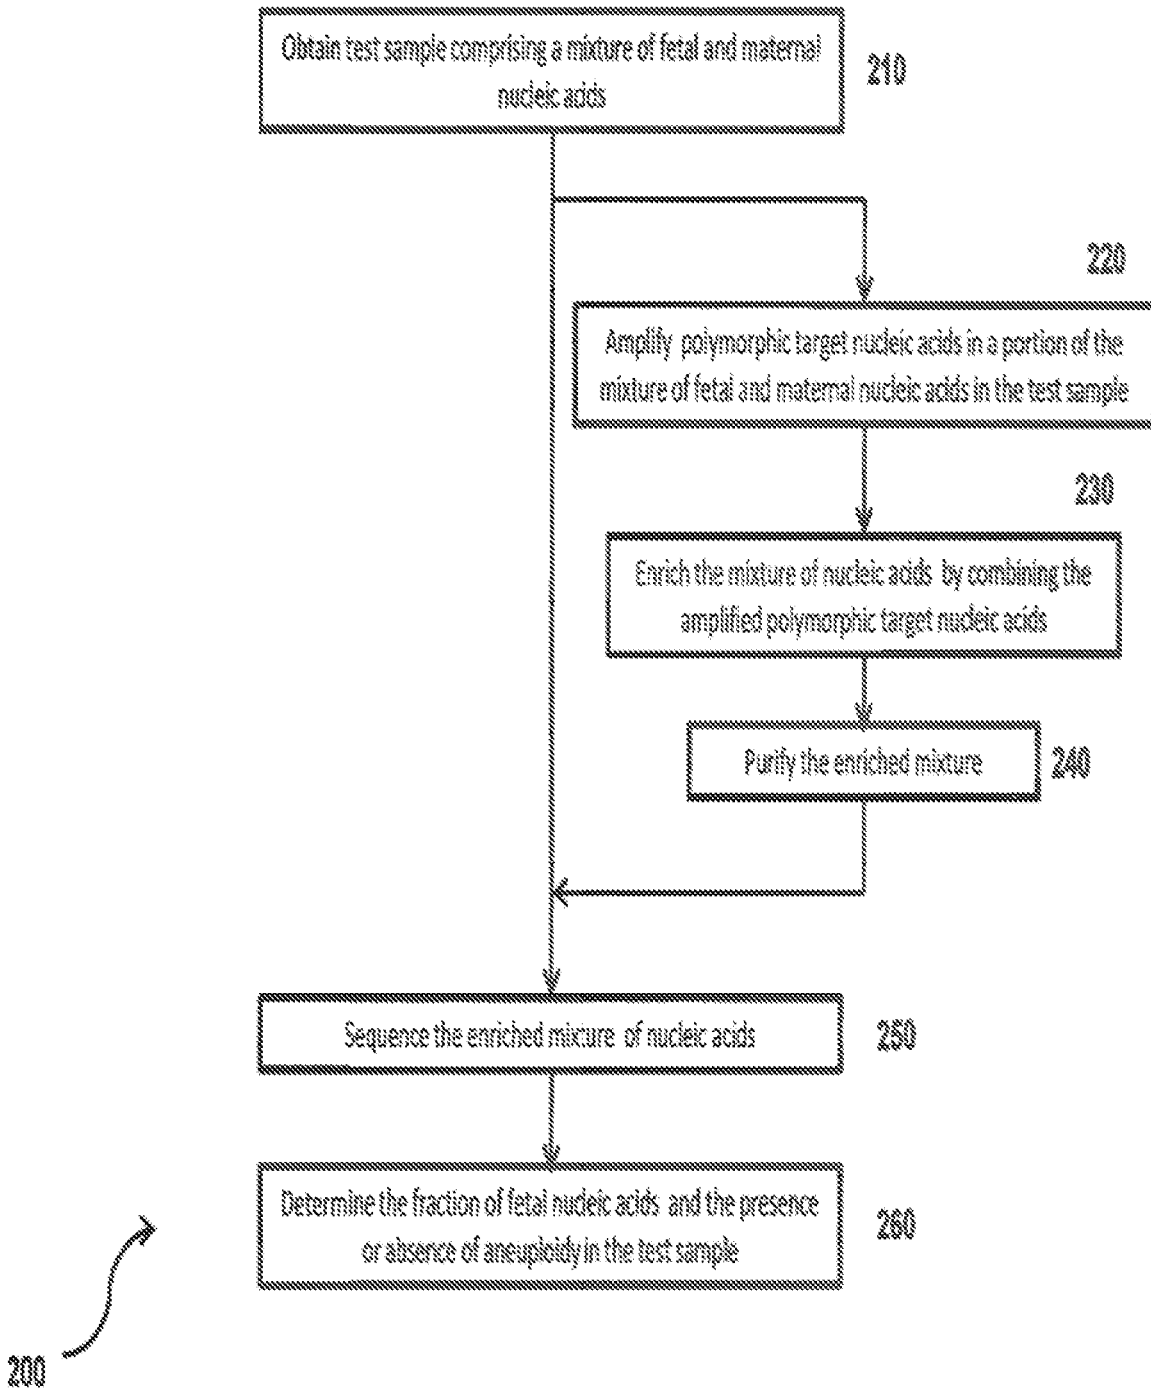 Obtain test sample comprising a mixture of fetal and maternal
nucleic acids
210
220
Amplify polymorphic target nucleic acids in a portion of the
mixture of fetal and maternal nucleic acids in the test sample
230
Enrich the mixture of nucleic acids by combining the
amplified polymorphic target nucleic acids
Purify the enriched mixture
240
Sequence the enriched mixture of nucleic acids
250
Determine the fraction of fetal nucleic acids and the presence
or absence of aneuploidy in the test sample
260
200